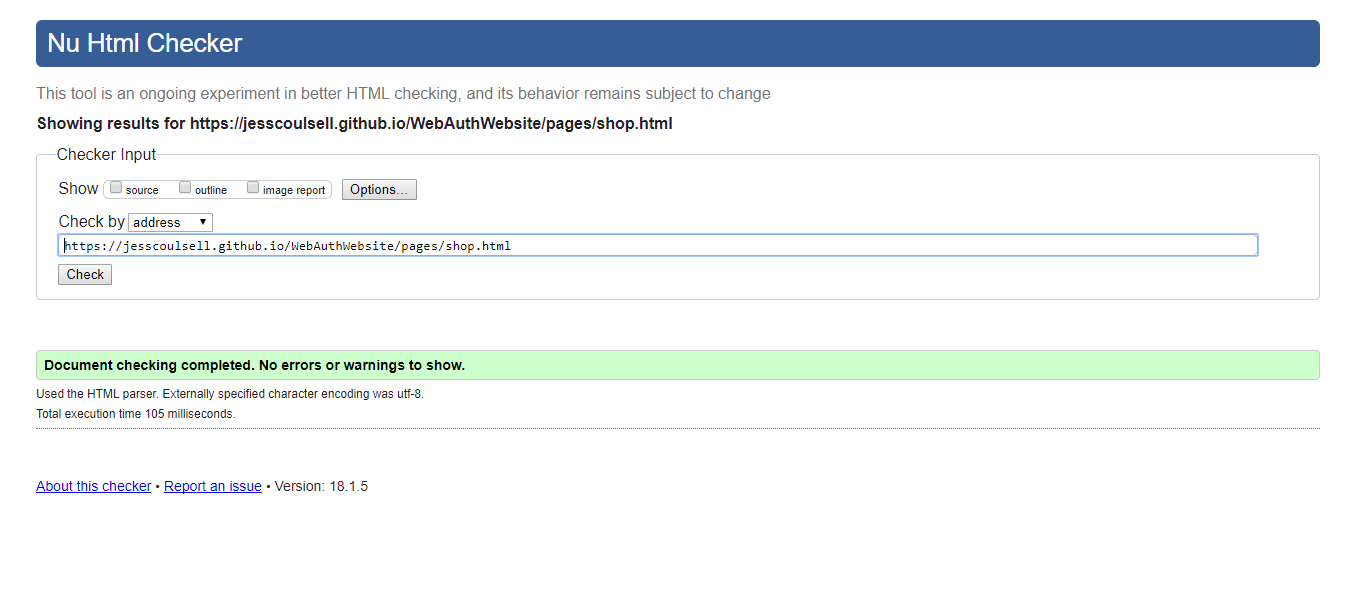 Nu Html Checker
This tool is an ongoing experiment in better HTML checking, and its behavior remains subject to change
Showing results for https://jesscoulsell.github.io/WebAuthWebsite/pages/shop.html
Checker Input
Show source outline image report Options...
Check by address
https://jesscoulsell.github.io/WebAuthWebsite/pages/shop.html
Check
Document checking completed. No errors or warnings to show.
Used the HTML parser. Externally specified character encoding was utf-8.
Total execution time 105 milliseconds.
About this checker • Report an issue • Version: 18.1.5